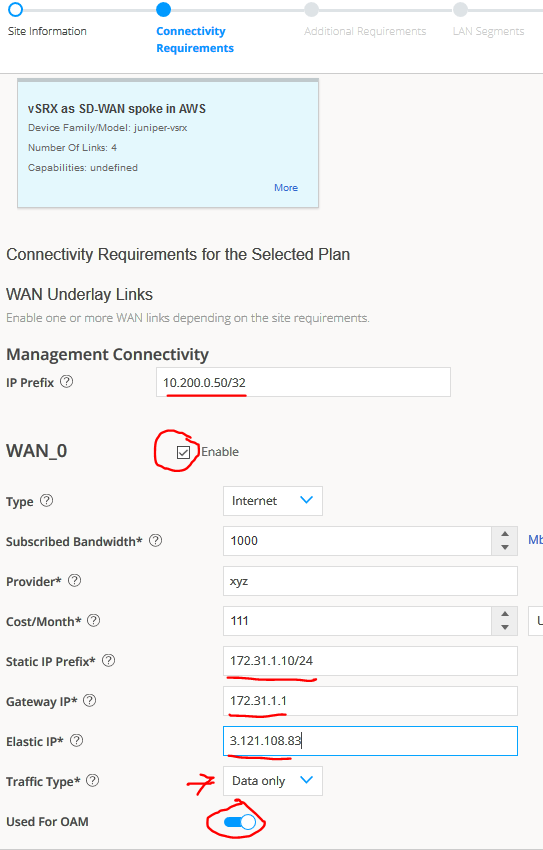 Site Information
Connectivity Requirements
Additional Requirements
LAN Segments
vSRX as SD-WAN spoke in AWS
Device Family/Model: juniper-vsrx
Number Of Links: 4
Capabilities: undefined
More
Connectivity Requirements for the Selected Plan
WAN Underlay Links
Enable one or more WAN links depending on the site requirements.
Management Connectivity
IP Prefix ? 10.200.0.50/32
WAN_0 Enable
Type ? Internet
Subscribed Bandwidth* ? 1000 Mb
Provider* ? xyz
Cost/Month* ? 111 U
Static IP Prefix* ? 172.31.1.10/24
Gateway IP* ? 172.31.1.1
Elastic IP* ? 3.121.108.83
Traffic Type* ? Data only
Used For OAM